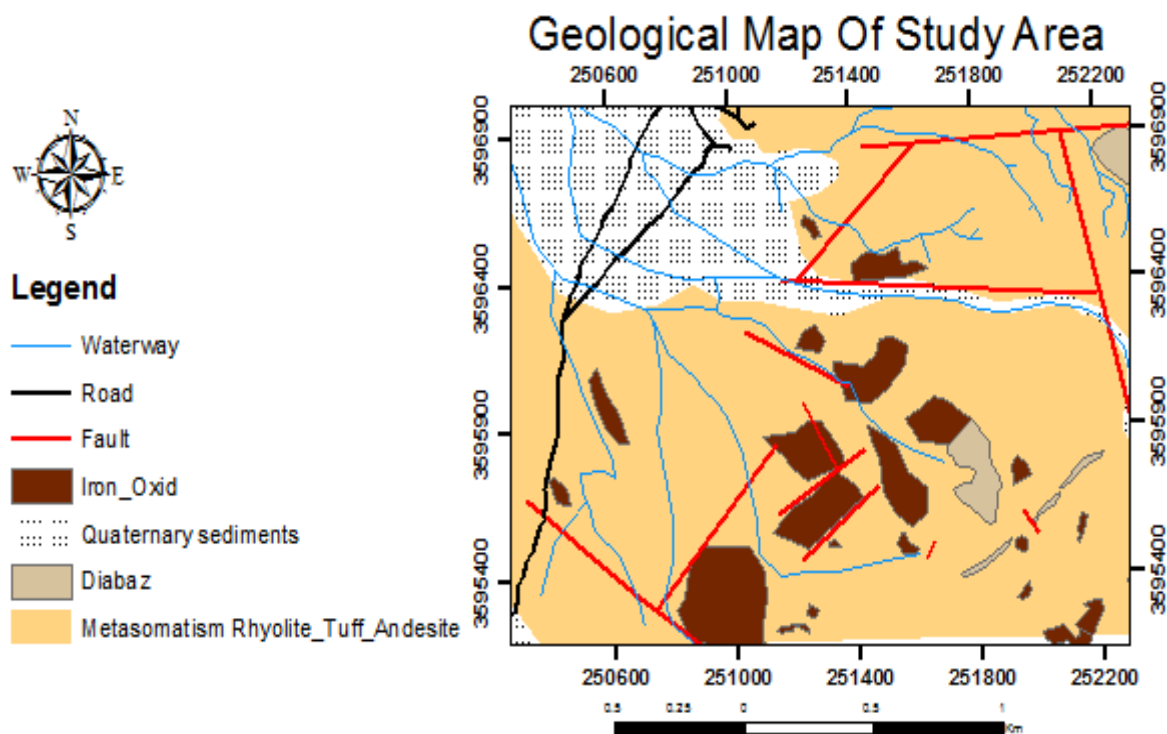 Geological Map Of Study Area
250600 251000 251400 251800 252200
N
W E
S
3596900 3596900
3596400 3596400
3595900 3595900
3595400 3595400
Legend
Waterway
Road
Fault
Iron_Oxid
Quaternary sediments
Diabaz
Metasomatism Rhyolite_Tuff_Andesite
250600 251000 251400 251800 252200
0.5 0.25 0 0.5 1
Km